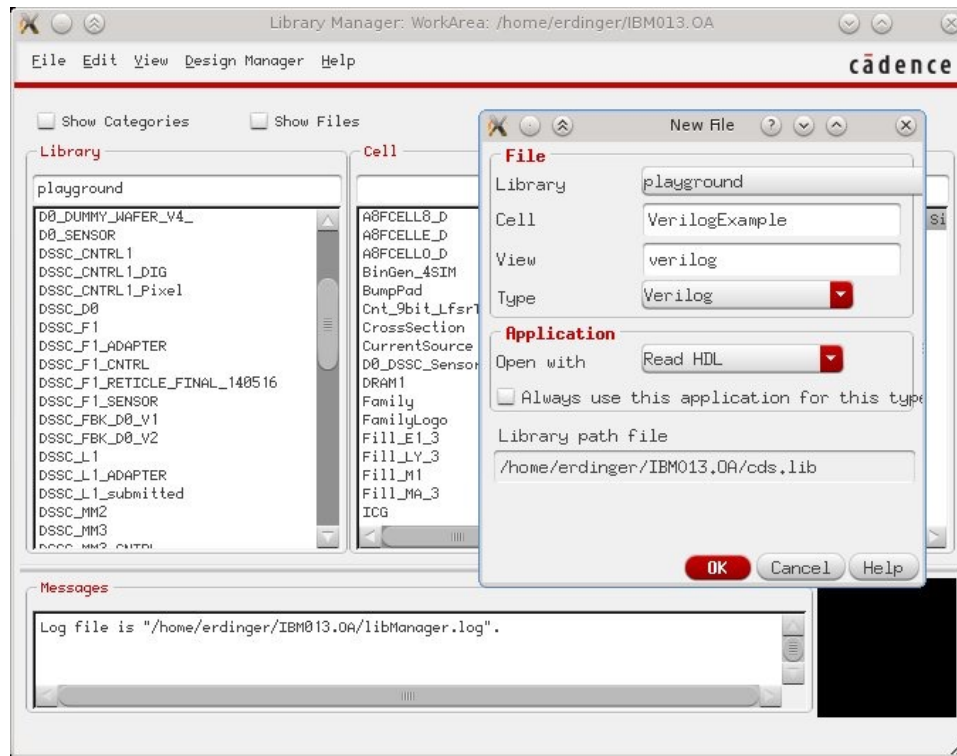 Library Manager: WorkArea: /home/erdinger/IBM013.OA
File Edit View Design Manager Help
cādence
Show Categories Show Files
Library
playground
D0_DUMMY_WAFER_V4_
D0_SENSOR
DSSC_CNTRL1
DSSC_CNTRL1_DIG
DSSC_CNTRL1_Pixel
DSSC_D0
DSSC_F1
DSSC_F1_ADAPTER
DSSC_F1_CNTRL
DSSC_F1_RETICLE_FINAL_140516
DSSC_F1_SENSOR
DSSC_FBK_D0_V1
DSSC_FBK_D0_V2
DSSC_L1
DSSC_L1_ADAPTER
DSSC_L1_submitted
DSSC_MM2
DSSC_MM3
DSSC_MM3_CNTRL
Cell
A8FCELL8_D
A8FCELLE_D
A8FCELLO_D
BinGen_4SIM
BumpPad
Cnt_9bit_Lfsr
CrossSection
CurrentSource
D0_DSSC_Sensor
DRAM1
Family
FamilyLogo
Fill_E1_3
Fill_LY_3
Fill_M1
Fill_MA_3
ICG
Si
New File
File
Library playground
Cell VerilogExample
View verilog
Type Verilog
Application
Open with Read HDL
Always use this application for this type
Library path file
/home/erdinger/IBM013.OA/cds.lib
OK Cancel Help
Messages
Log file is "/home/erdinger/IBM013.OA/libManager.log".